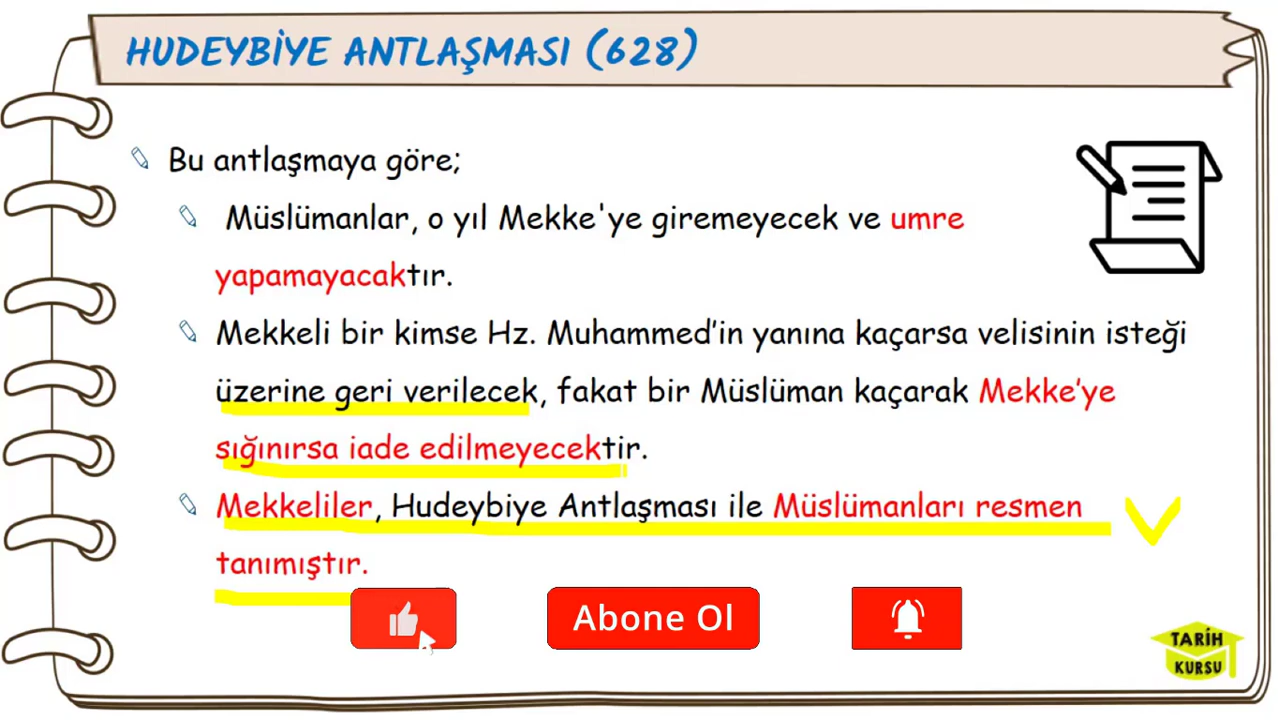 HUDEYBİYE ANTLAŞMASI (628)
Bu antlaşmaya göre;
Müslümanlar, o yıl Mekke'ye giremeyecek ve umre
yapamayacaktır.
Mekkeli bir kimse Hz. Muhammed’in yanına kaçarsa velisinin isteği
üzerine geri verilecek, fakat bir Müslüman kaçarak Mekke’ye
sığınırsa iade edilmeyecektir.
Mekkeliler, Hudeybiye Antlaşması ile Müslümanları resmen
tanımıştır.
Abone Ol
TARİH
KURSU